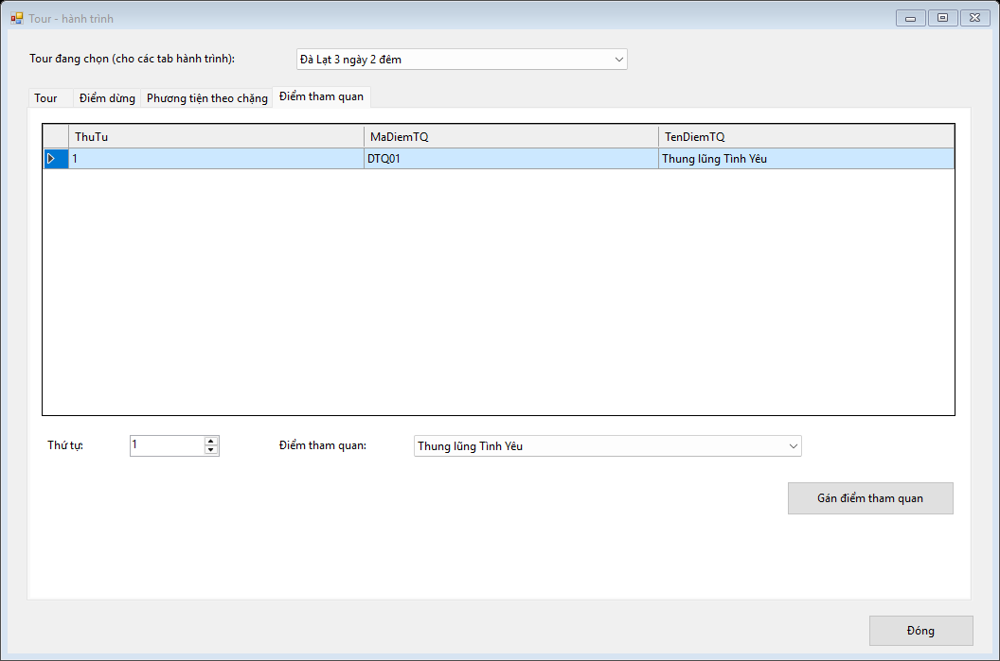 Tour - hành trình
Tour đang chọn (cho các tab hành trình): Đà Lạt 3 ngày 2 đêm
Tour Điểm dừng Phương tiện theo chặng Điểm tham quan
ThuTu MaDiemTQ TenDiemTQ
1 DTQ01 Thung lũng Tình Yêu
Thứ tự: 1 Điểm tham quan: Thung lũng Tình Yêu
Gán điểm tham quan
Đóng